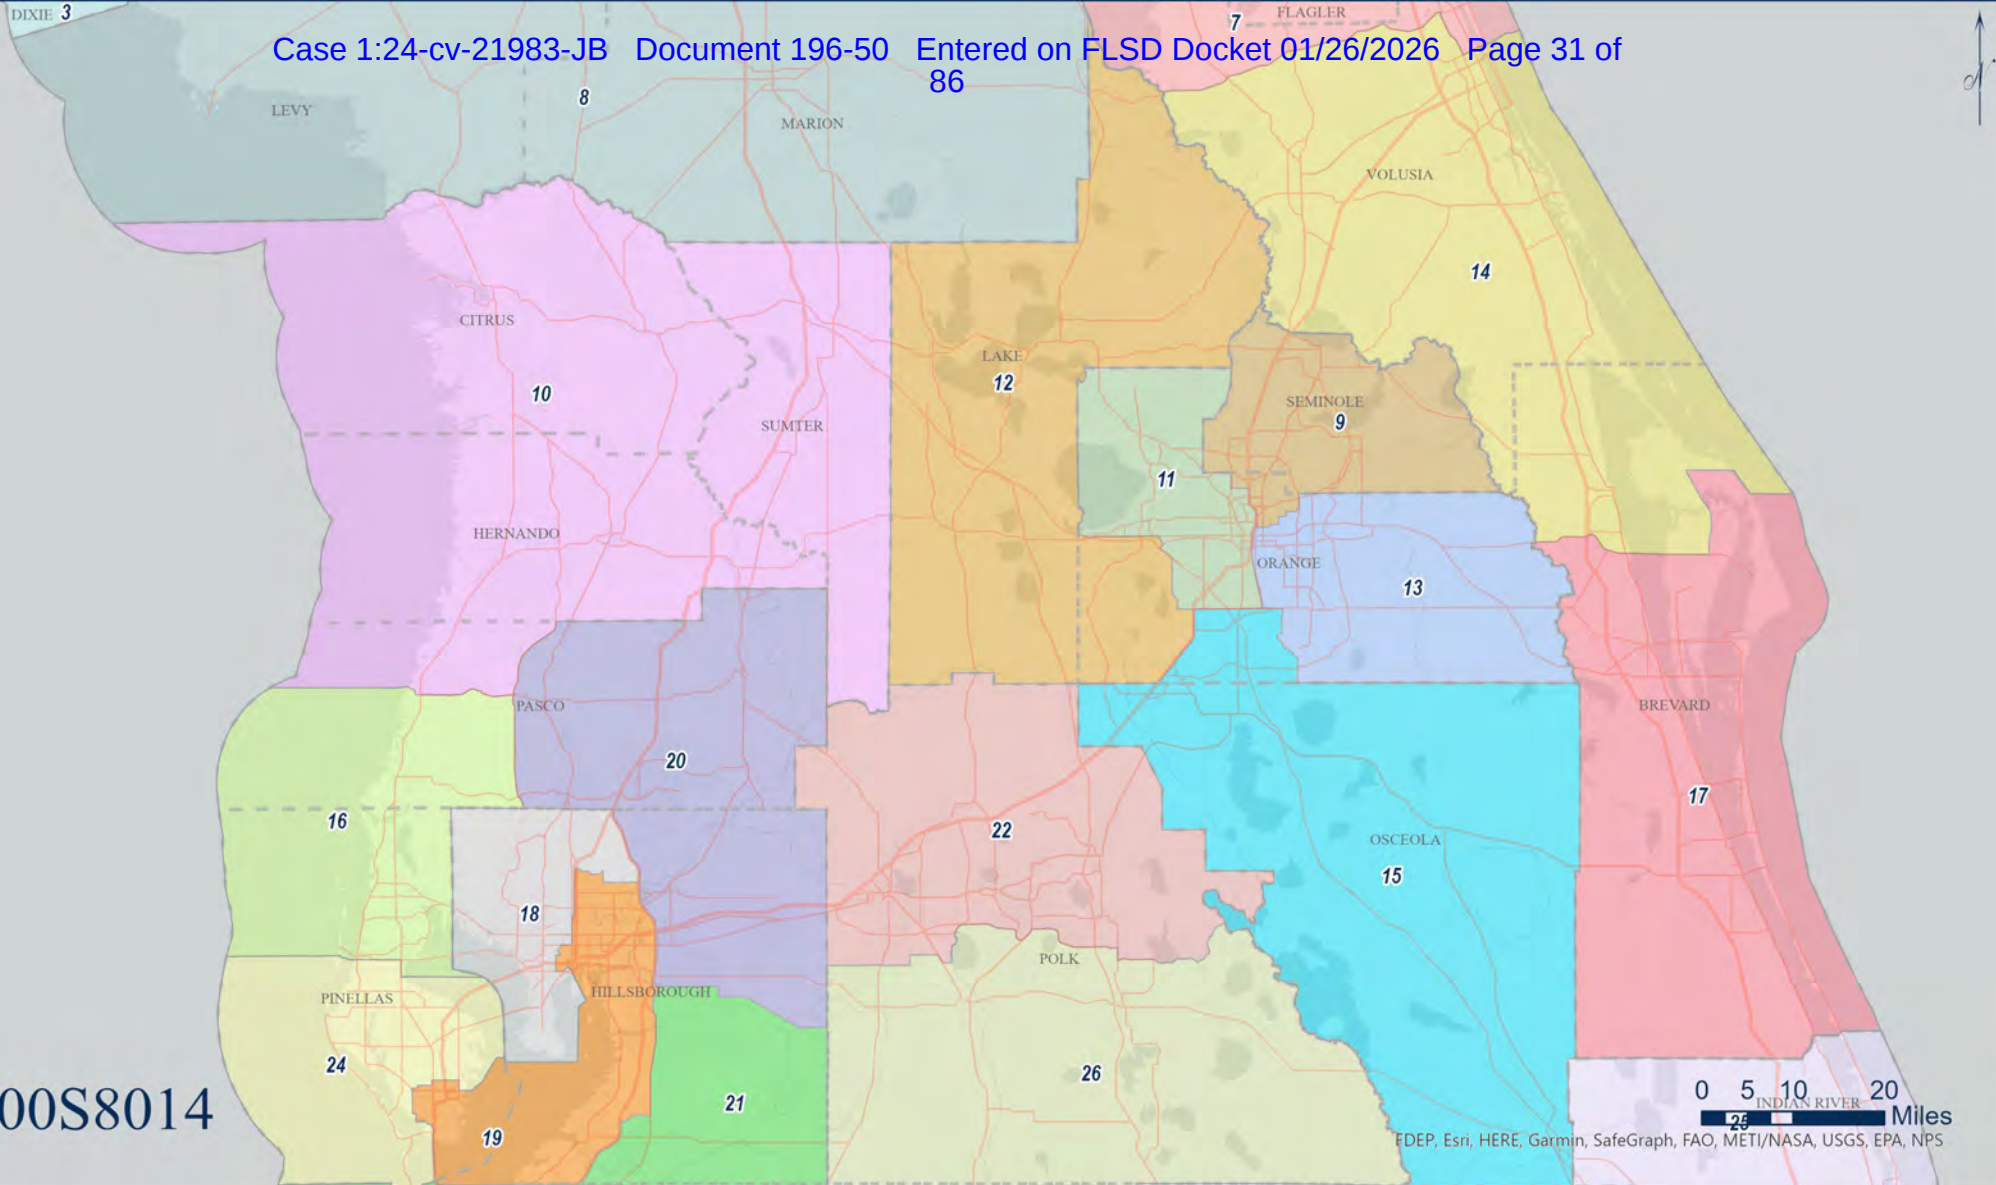 DIXIE 3
7
FLAGLER
Case 1:24-cv-21983-JB Document 196-50 Entered on FLSD Docket 01/26/2026 Page 31 of
86
N
8
LEVY
MARION
VOLUSIA
14
CITRUS
LAKE
12
10
SEMINOLE
9
SUMTER
11
HERNANDO
ORANGE
13
PASCO
BREVARD
20
17
16
22
OSCEOLA
15
18
POLK
HILLSBOROUGH
PINELLAS
24
26
21
19
00S8014
0 5 10 20
INDIAN RIVER
Miles
25
FDEP, Esri, HERE, Garmin, SafeGraph, FAO, METI/NASA, USGS, EPA, NPS